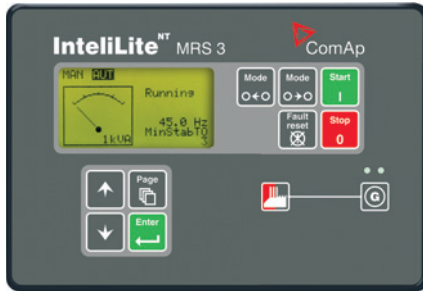 InteliLite NT MRS 3
ComAp
MAN AUT
Running
45.0 Hz
MinStabTO
1kVA
Mode
Mode
Start
I
Fault
reset
Stop
0
Page
Enter
G